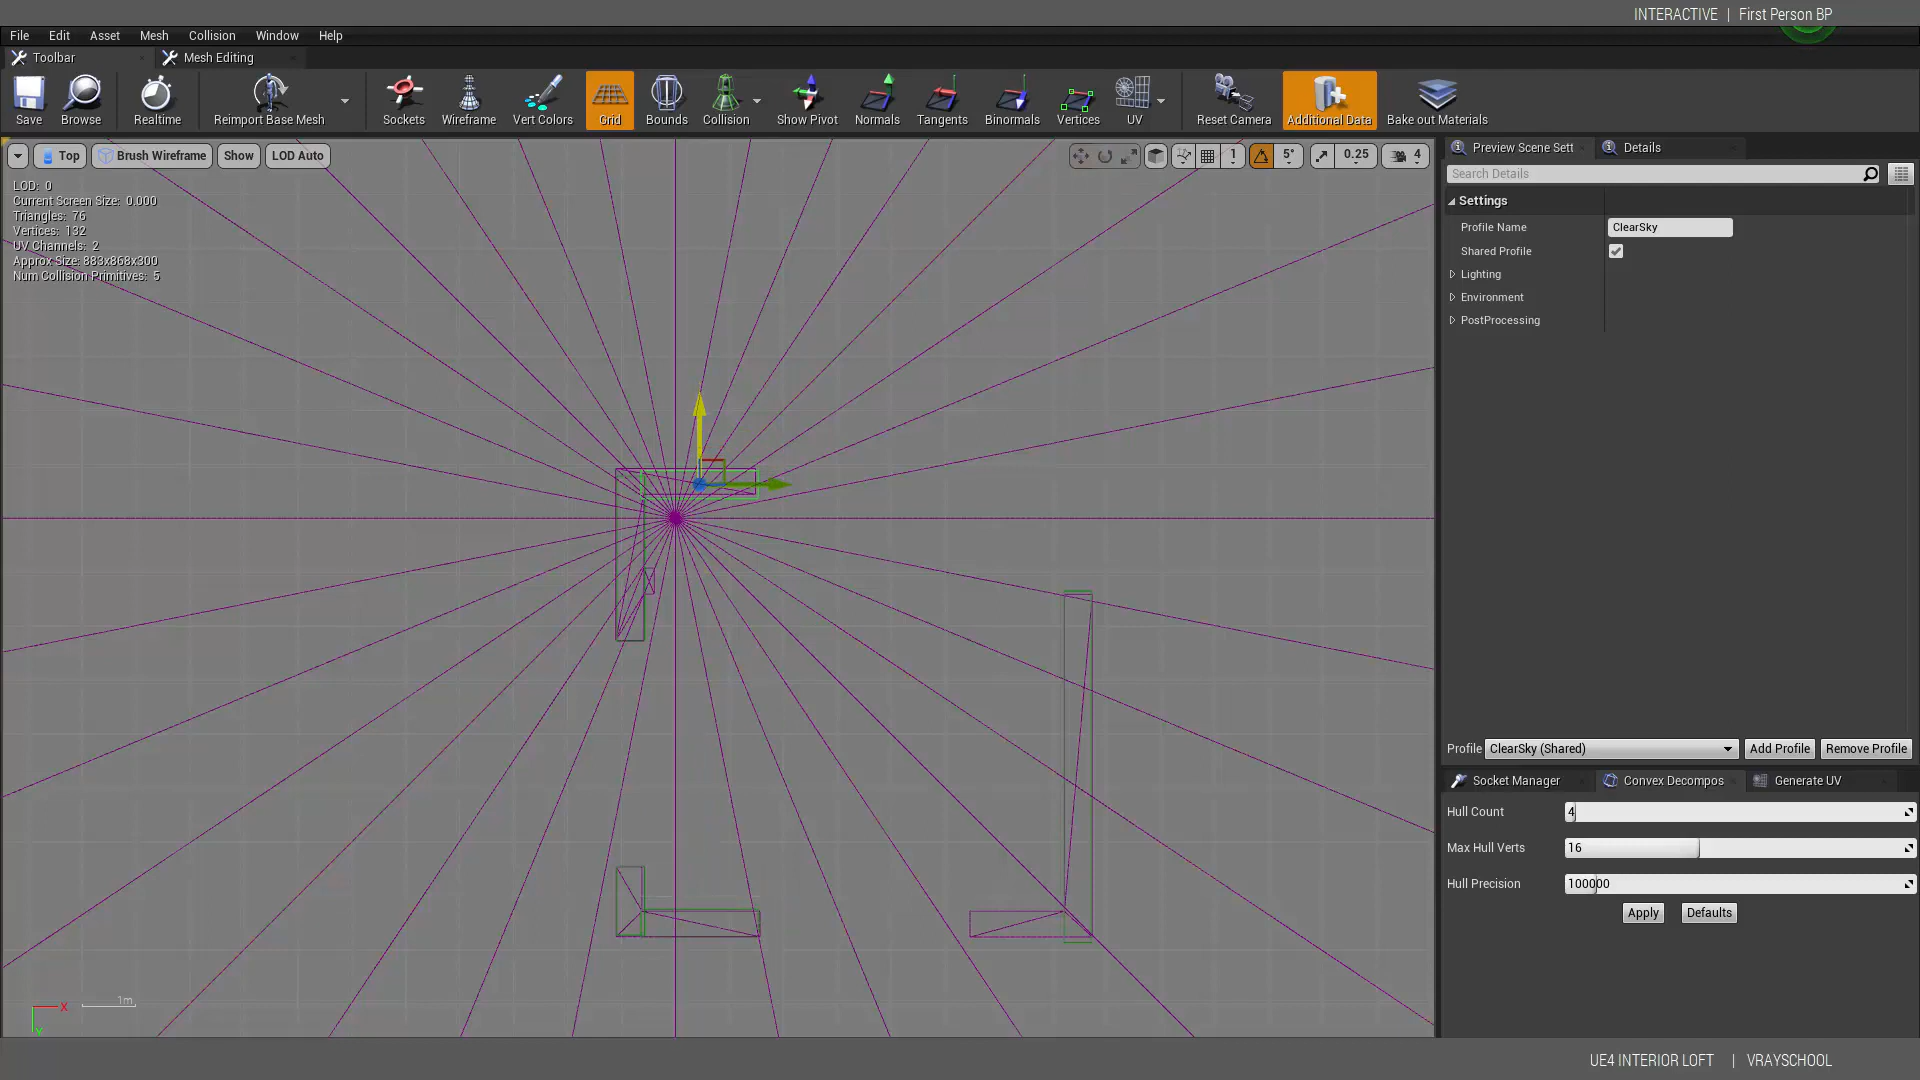 INTERACTIVE | First Person BP
File Edit Asset Mesh Collision Window Help
Toolbar Mesh Editing
Save Browse Realtime Reimport Base Mesh Sockets Wireframe Vert Colors Grid Bounds Collision Show Pivot Normals Tangents Binormals Vertices UV Reset Camera Additional Data Bake out Materials
Top Brush Wireframe Show LOD Auto 1 5° 0.25 4
LOD: 0
Current Screen Size: 0.000
Triangles: 76
Vertices: 132
UV Channels: 2
Approx Size: 883x868x300
Num Collision Primitives: 5
X
1m
Y
Preview Scene Sett Details
Search Details
Settings
Profile Name ClearSky
Shared Profile
Lighting
Environment
PostProcessing
Profile ClearSky (Shared) Add Profile Remove Profile
Socket Manager Convex Decompos Generate UV
Hull Count 4
Max Hull Verts 16
Hull Precision 100000
Apply Defaults
UE4 INTERIOR LOFT | VRAYSCHOOL